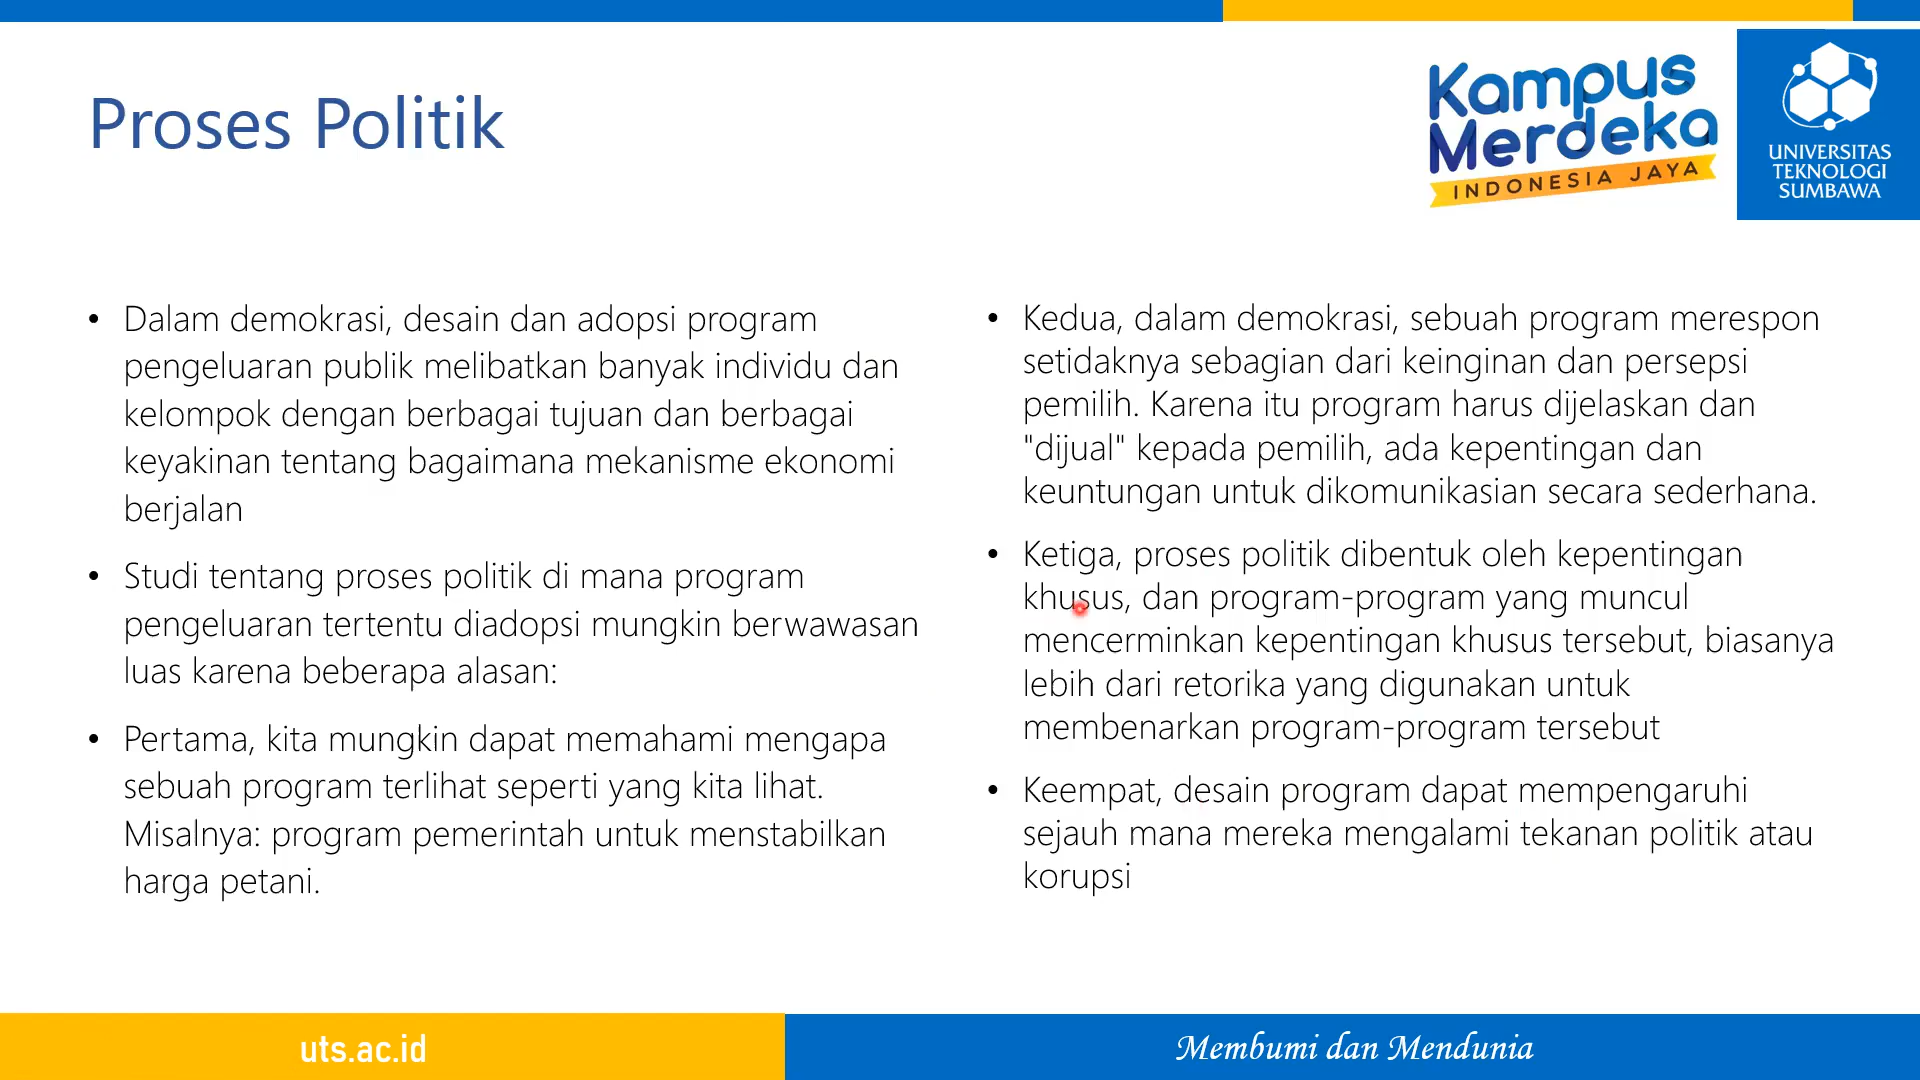 Proses Politik
Kampus
Merdeka
INDONESIA JAYA
UNIVERSITAS
TEKNOLOGI
SUMBAWA
• Dalam demokrasi, desain dan adopsi program
pengeluaran publik melibatkan banyak individu dan
kelompok dengan berbagai tujuan dan berbagai
keyakinan tentang bagaimana mekanisme ekonomi
berjalan
• Studi tentang proses politik di mana program
pengeluaran tertentu diadopsi mungkin berwawasan
luas karena beberapa alasan:
• Pertama, kita mungkin dapat memahami mengapa
sebuah program terlihat seperti yang kita lihat.
Misalnya: program pemerintah untuk menstabilkan
harga petani.
• Kedua, dalam demokrasi, sebuah program merespon
setidaknya sebagian dari keinginan dan persepsi
pemilih. Karena itu program harus dijelaskan dan
"dijual" kepada pemilih, ada kepentingan dan
keuntungan untuk dikomunikasian secara sederhana.
• Ketiga, proses politik dibentuk oleh kepentingan
khusus, dan program-program yang muncul
mencerminkan kepentingan khusus tersebut, biasanya
lebih dari retorika yang digunakan untuk
membenarkan program-program tersebut
• Keempat, desain program dapat mempengaruhi
sejauh mana mereka mengalami tekanan politik atau
korupsi
uts.ac.id
Membumi dan Mendunia